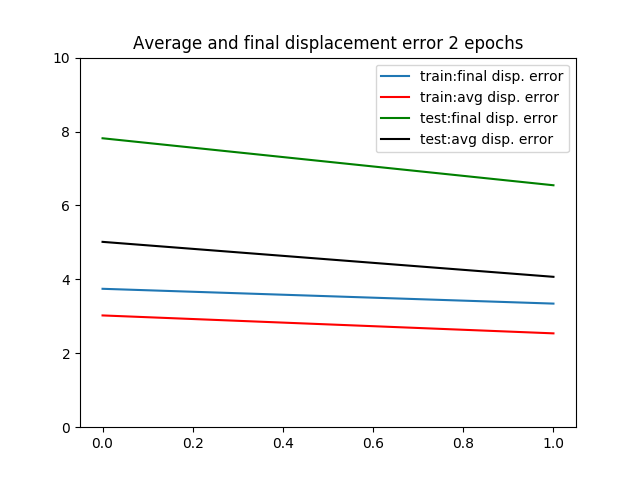 Average and final displacement error 2 epochs
train:final disp. error
train:avg disp. error
test:final disp. error
test:avg disp. error
10
8
6
4
2
0
0.0 0.2 0.4 0.6 0.8 1.0